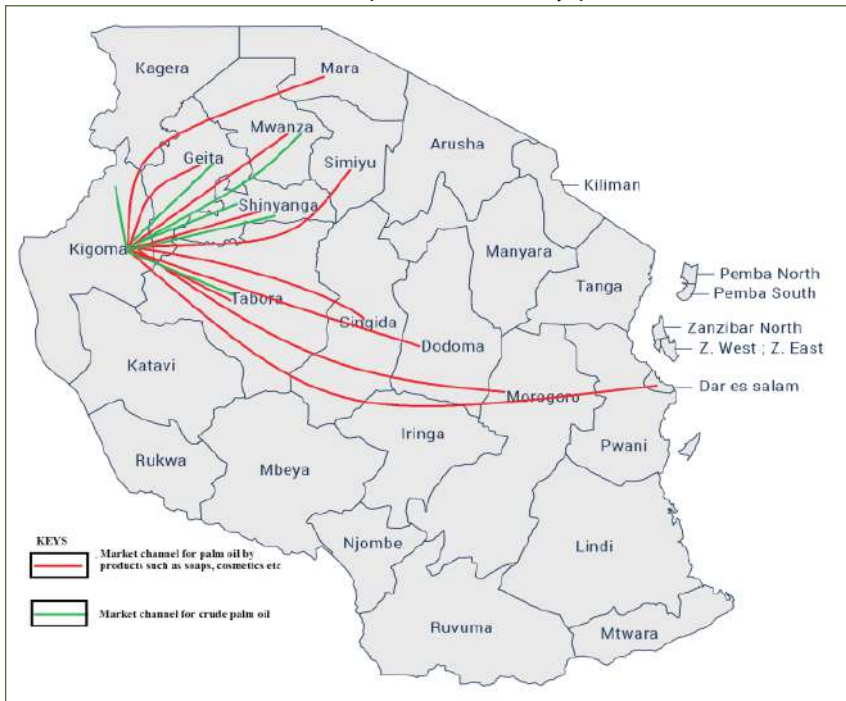 Kagera
Mara
Mwanza
Geita
Simiyu
Arusha
Kiliman
Shinyanga
Kigoma
Manyara
Tanga
Pemba North
Pemba South
Tabora
Singida
Dodoma
Zanzibar North
Z. West ; Z. East
Katavi
Morogoro
Dar es salam
Iringa
Pwani
Rukwa
Mbeya
KEYS
. Market channel for palm oil by
products such as soaps, cosmetics etc
Njombe
Lindi
Market channel for crude palm oil
Ruvuma
Mtwara